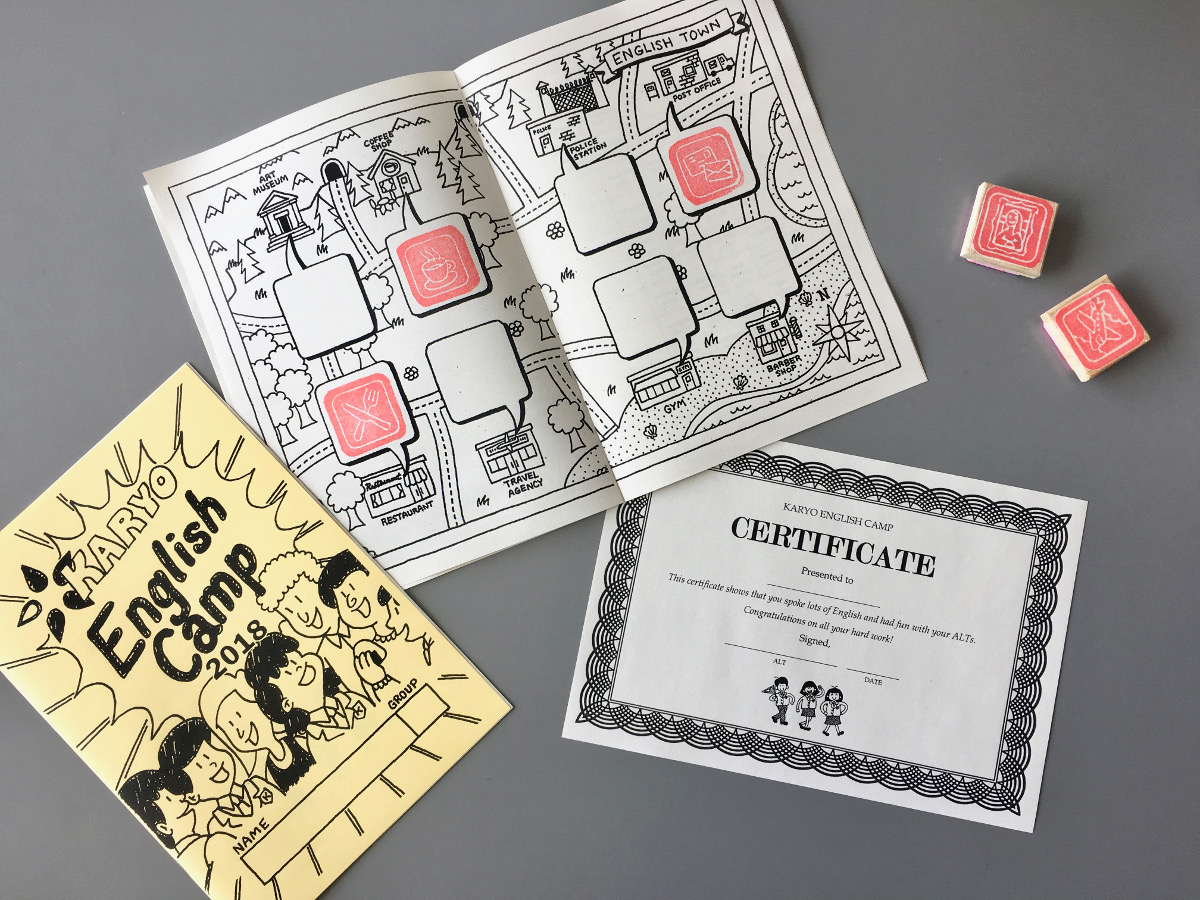 ENGLISH TOWN
POST OFFICE
POLICE
POLICE
STATION
COFFEE
SHOP
ART
MUSEUM
BARBER
SHOP
N
GYM
GYM
TRAVEL
AGENCY
Restaurant
RESTAURANT
KARYO
English
Camp
2018
GROUP
NAME
KARYO ENGLISH CAMP
CERTIFICATE
Presented to
This certificate shows that you spoke lots of English and had fun with your ALTs.
Congratulations on all your hard work!
Signed,
ALT
DATE